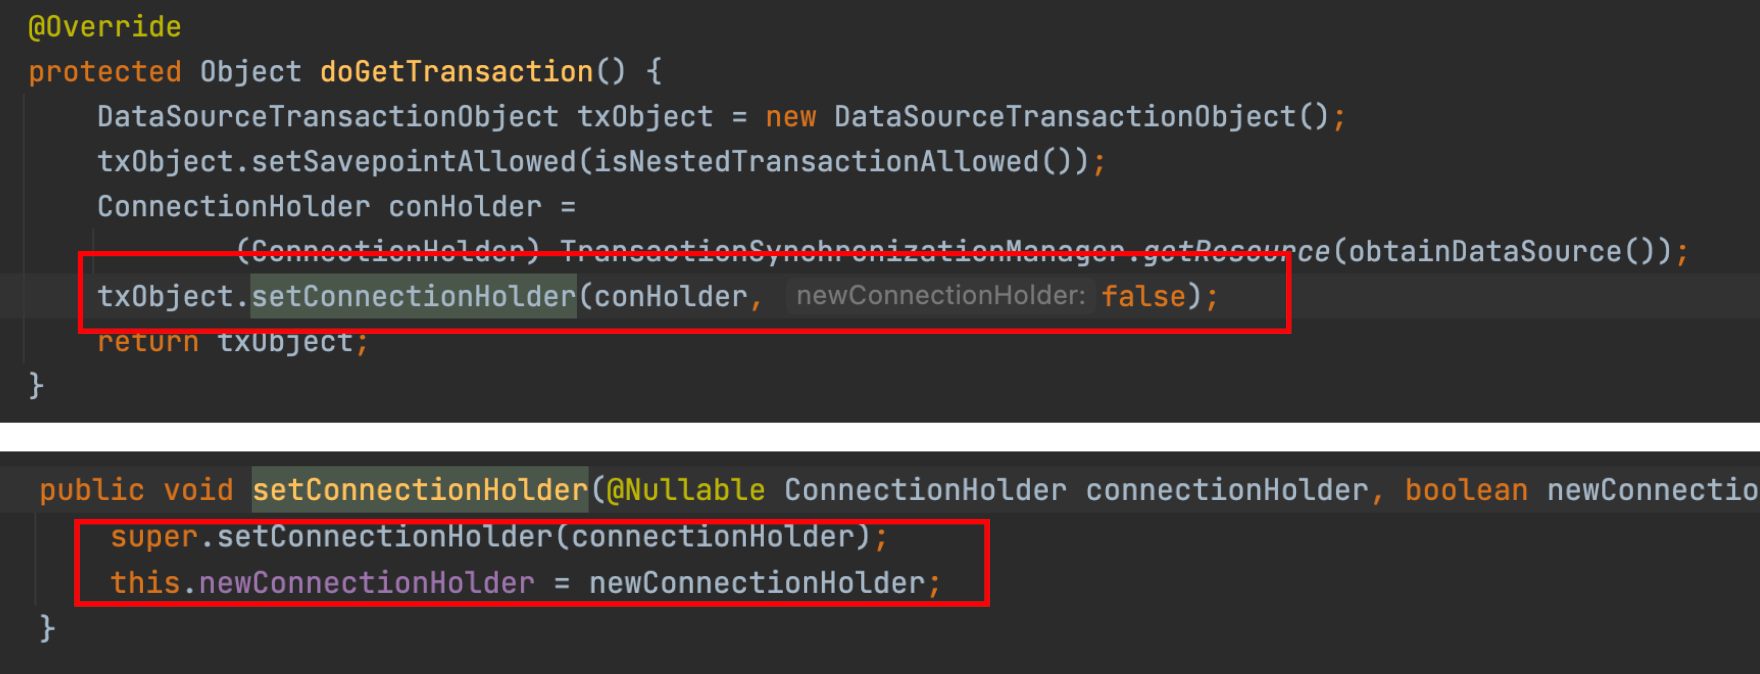 @Override
protected Object doGetTransaction() {
DataSourceTransactionObject txObject = new DataSourceTransactionObject();
txObject.setSavepointAllowed(isNestedTransactionAllowed());
ConnectionHolder conHolder =
(ConnectionHolder) TransactionSynchronizationManager.getResource(obtainDataSource());
txObject.setConnectionHolder(conHolder, newConnectionHolder: false);
return txObject;
}
public void setConnectionHolder(@Nullable ConnectionHolder connectionHolder, boolean newConnectio
super.setConnectionHolder(connectionHolder);
this.newConnectionHolder = newConnectionHolder;
}